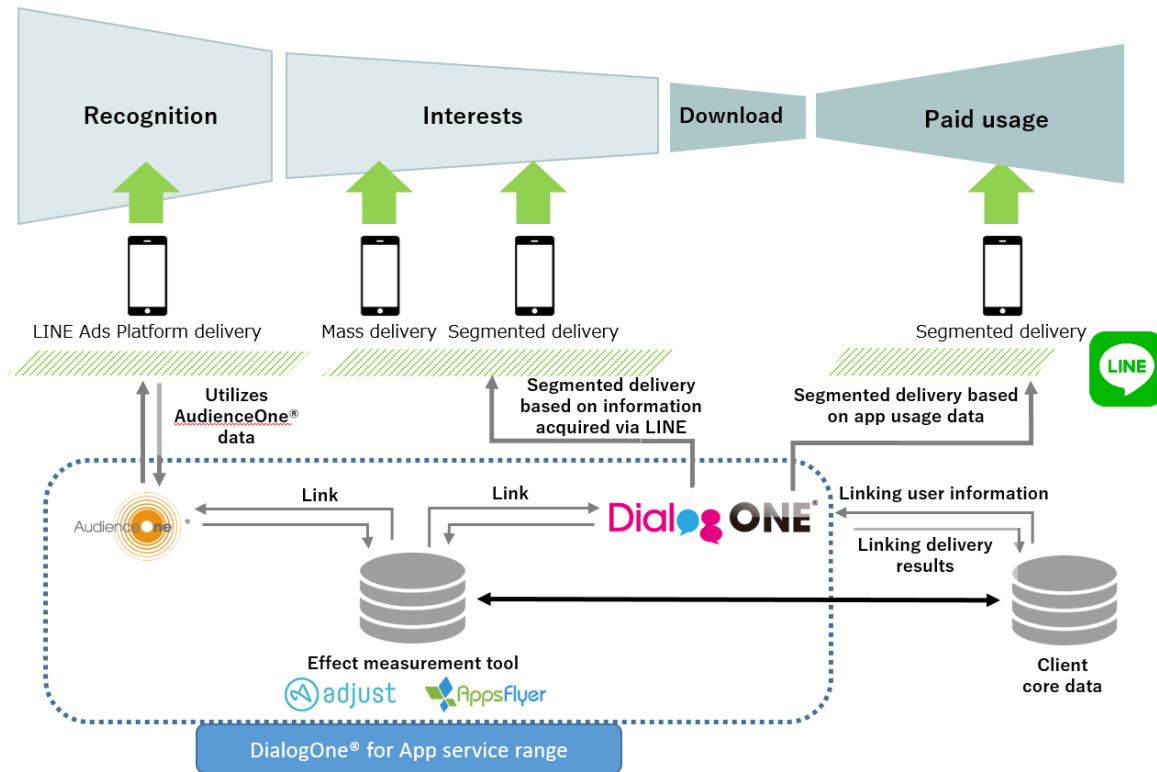 Recognition
Interests
Download
Paid usage
LINE Ads Platform delivery
Mass delivery
Segmented delivery
Segmented delivery
LINE
Utilizes
AudienceOne®
data
Segmented delivery
based on information
acquired via LINE
Segmented delivery based
on app usage data
AudienceOne®
Link
Link
DialogONE®
Linking user information
Linking delivery
results
Effect measurement tool
adjust
AppsFlyer
Client
core data
DialogOne® for App service range